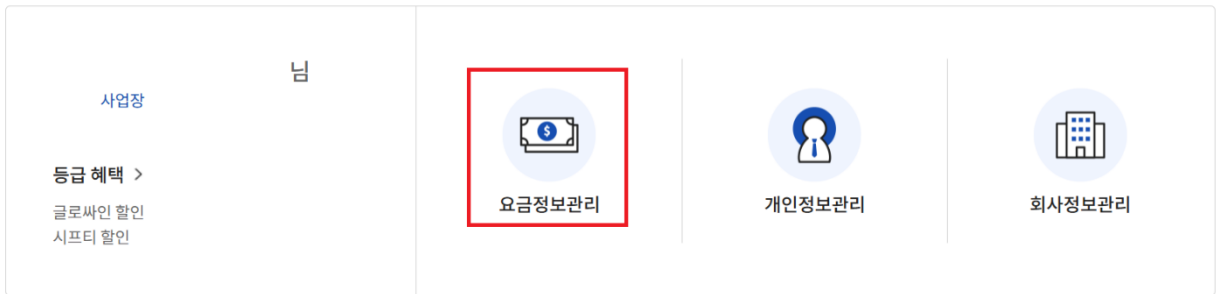 님
사업장
등급 혜택 >
글로싸인 할인
시프티 할인
요금정보관리
개인정보관리
회사정보관리